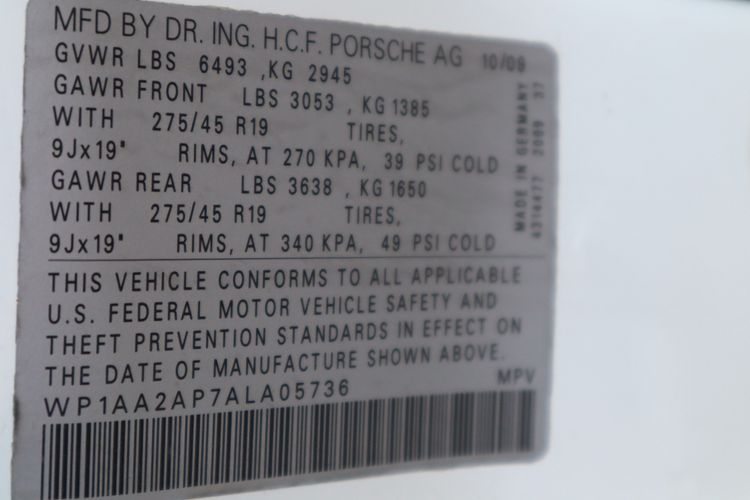 MFD BY DR. ING. H.C.F. PORSCHE AG 10/09
GVWR LBS 6493 ,KG 2945
GAWR FRONT LBS 3053 , KG 1385
WITH 275/45 R19 TIRES,
9Jx19" RIMS, AT 270 KPA, 39 PSI COLD
GAWR REAR LBS 3638 , KG 1650
WITH 275/45 R19 TIRES,
9Jx19" RIMS, AT 340 KPA, 49 PSI COLD
THIS VEHICLE CONFORMS TO ALL APPLICABLE
U.S. FEDERAL MOTOR VEHICLE SAFETY AND
THEFT PREVENTION STANDARDS IN EFFECT ON
THE DATE OF MANUFACTURE SHOWN ABOVE.
WP1AA2AP7ALA05736 MPV
MADE IN GERMANY
2009 37